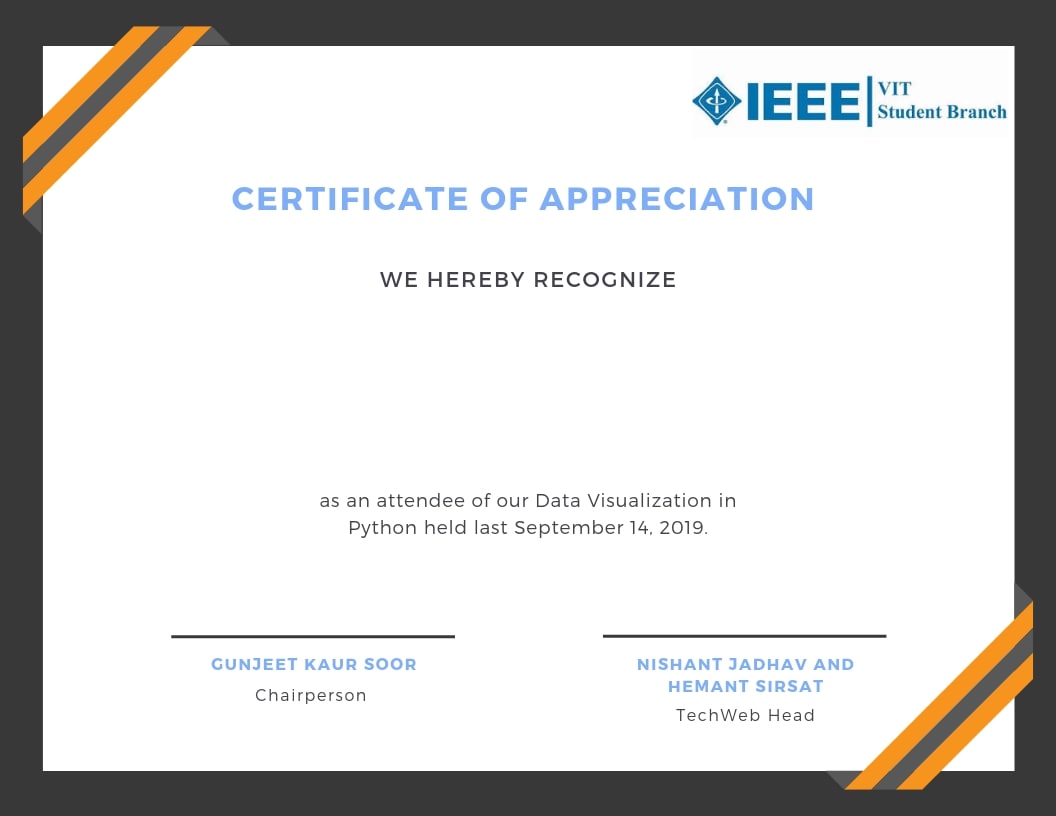 IEEE
VIT
Student Branch
CERTIFICATE OF APPRECIATION
WE HEREBY RECOGNIZE
as an attendee of our Data Visualization in
Python held last September 14, 2019.
GUNJEET KAUR SOOR
Chairperson
NISHANT JADHAV AND
HEMANT SIRSAT
TechWeb Head